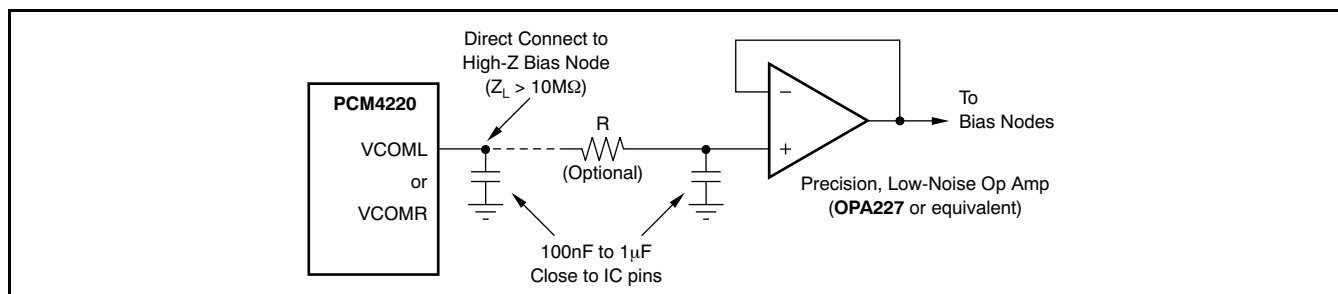 Direct Connect to
High-Z Bias Node
(ZL > 10MΩ)
PCM4220
VCOML
or
VCOMR
R
(Optional)
100nF to 1μF
Close to IC pins
−
+
To
Bias Nodes
Precision, Low-Noise Op Amp
(OPA227 or equivalent)